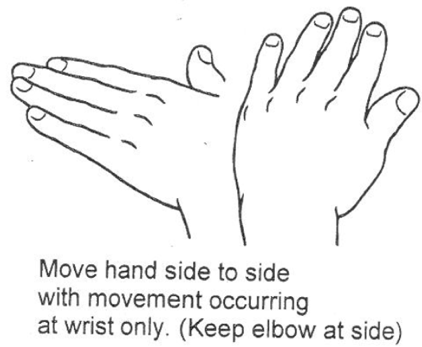 Move hand side to side
with movement occurring
at wrist only. (Keep elbow at side)